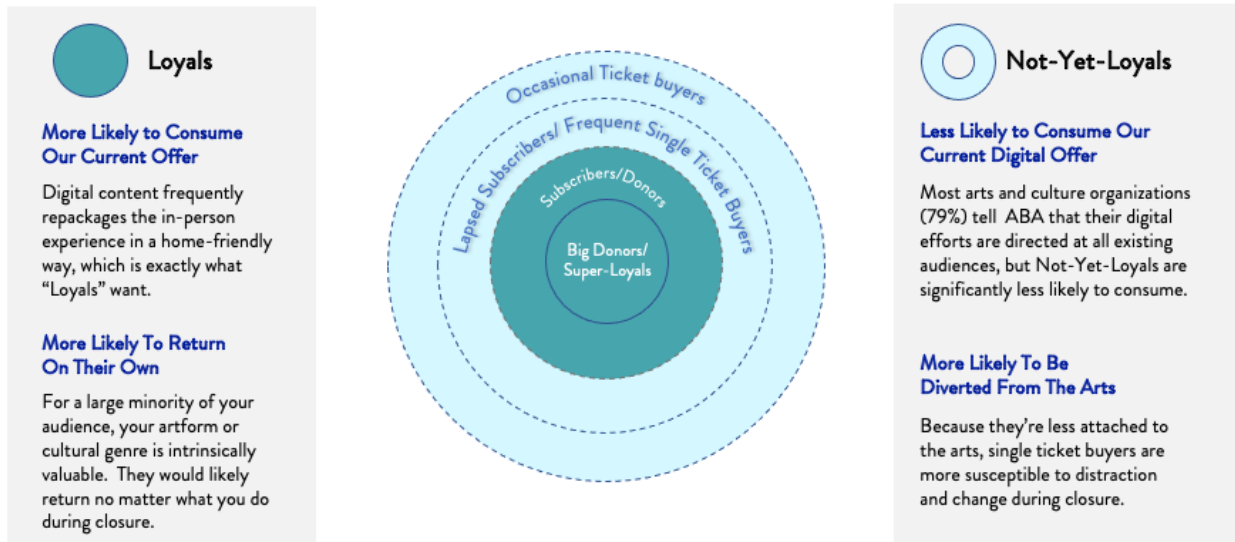 Loyals
More Likely to Consume
Our Current Offer
Digital content frequently
repackages the in-person
experience in a home-friendly
way, which is exactly what
“Loyals” want.
More Likely To Return
On Their Own
For a large minority of your
audience, your artform or
cultural genre is intrinsically
valuable. They would likely
return no matter what you do
during closure.
Occasional Ticket buyers
Lapsed Subscribers/ Frequent Single Ticket Buyers
Subscribers/Donors
Big Donors/
Super-Loyals
Not-Yet-Loyals
Less Likely to Consume Our
Current Digital Offer
Most arts and culture organizations
(79%) tell ABA that their digital
efforts are directed at all existing
audiences, but Not-Yet-Loyals are
significantly less likely to consume.
More Likely To Be
Diverted From The Arts
Because they’re less attached to
the arts, single ticket buyers are
more susceptible to distraction
and change during closure.